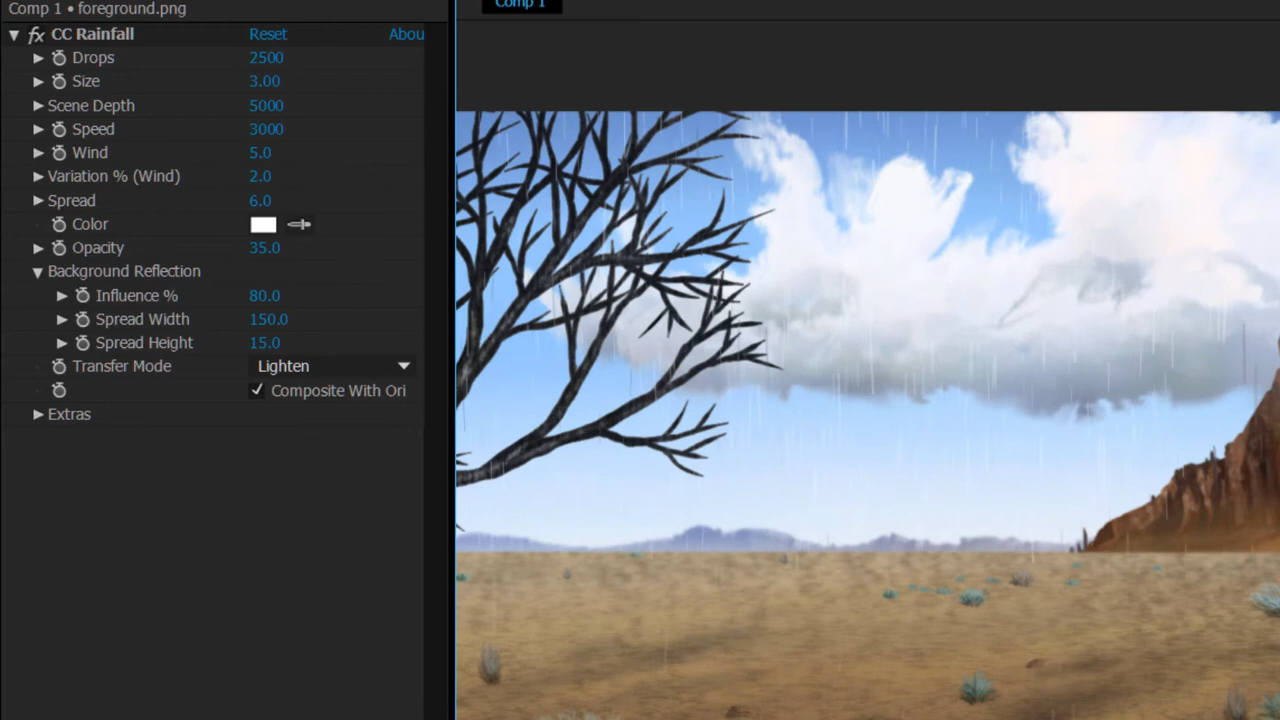 Comp 1 • foreground.png
Comp 1
fx CC Rainfall Reset Abou
Drops 2500
Size 3.00
Scene Depth 5000
Speed 3000
Wind 5.0
Variation % (Wind) 2.0
Spread 6.0
Color
Opacity 35.0
Background Reflection
Influence % 80.0
Spread Width 150.0
Spread Height 15.0
Transfer Mode Lighten
Composite With Ori
Extras